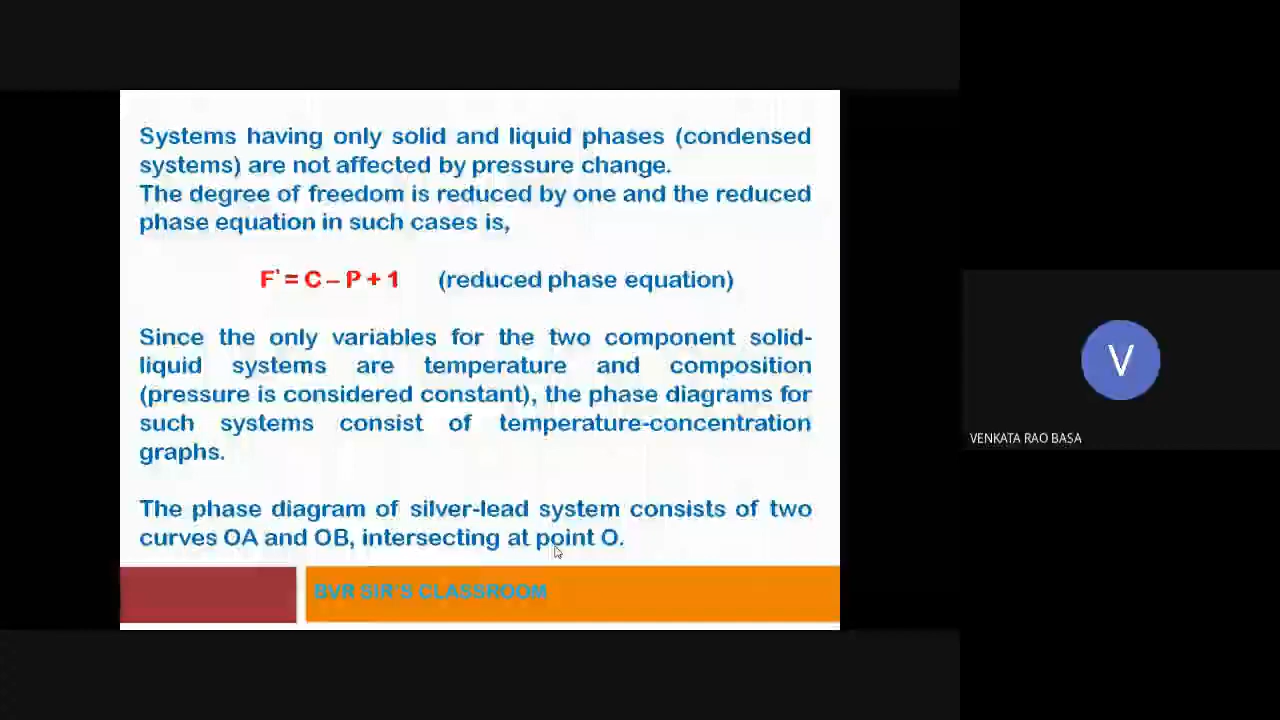 Systems having only solid and liquid phases (condensed
systems) are not affected by pressure change.
The degree of freedom is reduced by one and the reduced
phase equation in such cases is,
F' = C – P + 1 (reduced phase equation)
Since the only variables for the two component solid-
liquid systems are temperature and composition
(pressure is considered constant), the phase diagrams for
such systems consist of temperature-concentration
graphs.
The phase diagram of silver-lead system consists of two
curves OA and OB, intersecting at point O.
BVR SIR'S CLASSROOM
V
VENKATA RAO BASA